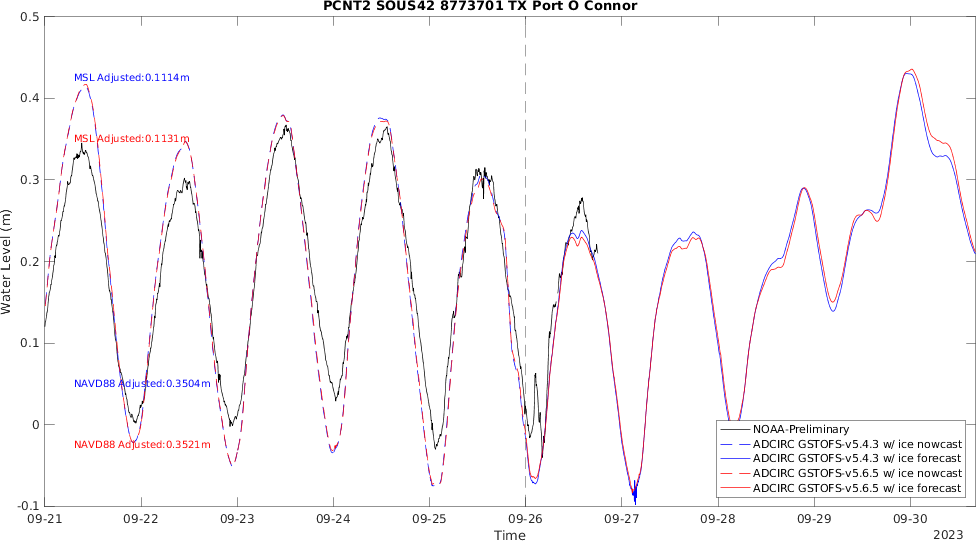 PCNT2 SOUS42 8773701 TX Port O Connor
0.5
0.4
0.3
0.2
0.1
0
-0.1
Water Level (m)
MSL Adjusted:0.1114m
MSL Adjusted:0.1131m
NAVD88 Adjusted:0.3504m
NAVD88 Adjusted:0.3521m
NOAA-Preliminary
ADCIRC GSTOFS-v5.4.3 w/ ice nowcast
ADCIRC GSTOFS-v5.4.3 w/ ice forecast
ADCIRC GSTOFS-v5.6.5 w/ ice nowcast
ADCIRC GSTOFS-v5.6.5 w/ ice forecast
09-21 09-22 09-23 09-24 09-25 09-26 09-27 09-28 09-29 09-30
Time
2023